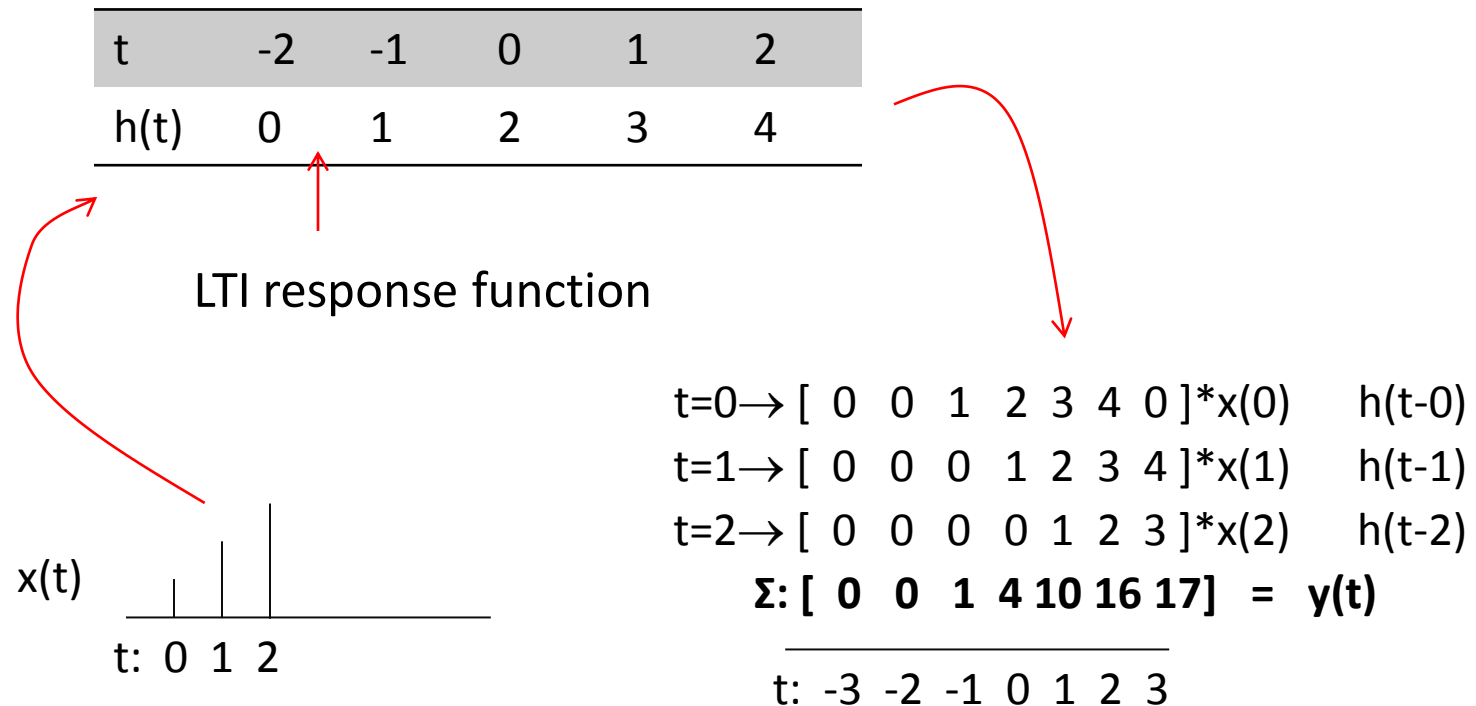 t -2 -1 0 1 2
h(t) 0 1 2 3 4
LTI response function
x(t)
t: 0 1 2
t=0→ [ 0 0 1 2 3 4 0 ]*x(0) h(t-0)
t=1→ [ 0 0 0 1 2 3 4 ]*x(1) h(t-1)
t=2→ [ 0 0 0 0 1 2 3 ]*x(2) h(t-2)
Σ: [ 0 0 1 4 10 16 17] = y(t)
t: -3 -2 -1 0 1 2 3